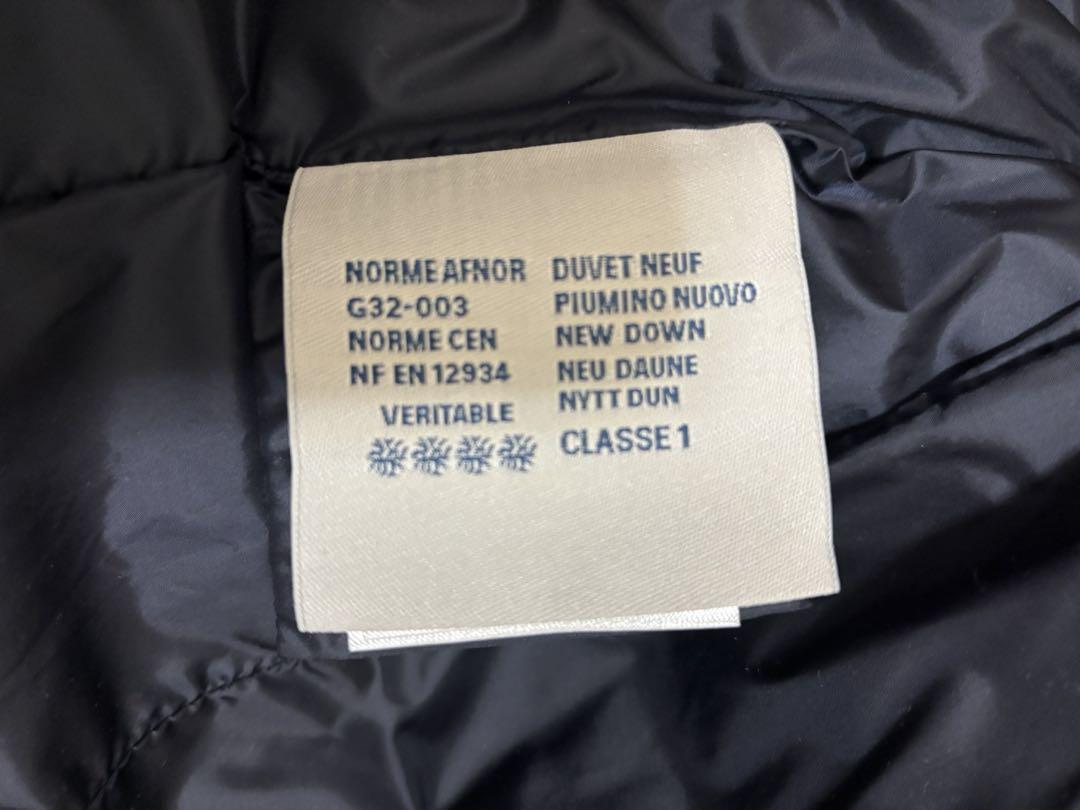 NORME AFNOR
G32-003
NORME CEN
NF EN 12934
VERITABLE
DUVET NEUF
PIUMINO NUOVO
NEW DOWN
NEU DAUNE
NYTT DUN
CLASSE 1